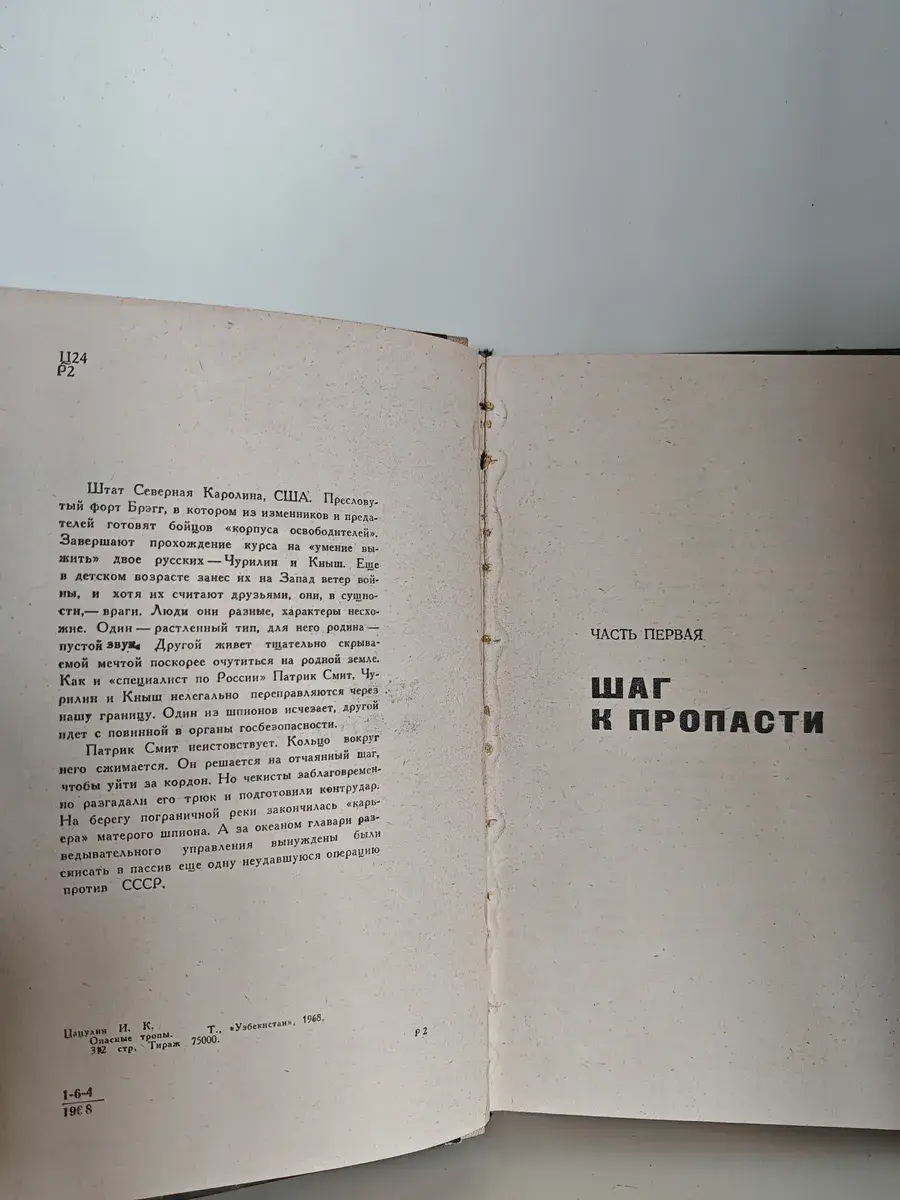 Ц24
Р2
Штат Северная Каролина, США. Пресловутый форт Брэгг, в котором из изменников и преда-
телей готовят бойцов «корпуса освободителей».
Завершают прохождение курса на «умение вы-
жить» двое русских — Чурилин и Кныш. Еще
в детском возрасте занес их на Запад ветер вой-
ны, и хотя их считают друзьями, они, в сущно-
сти,— враги. Люди они разные, характеры несхо-
жие. Один — растленный тип, для него родина —
пустой звук. Другой живет тщательно скрыва-
емой мечтой поскорее очутиться на родной земле.
Как и «специалист по России» Патрик Смит, Чу-
рилин и Кныш нелегально переправляются через
нашу границу. Один из шпионов исчезает, другой
идет с повинной в органы госбезопасности.
Патрик Смит неистовствует. Кольцо вокруг
него сжимается. Он решается на отчаянный шаг,
чтобы уйти за кордон. Но чекисты заблаговремен-
но разгадали его трюк и подготовили контрудар.
На берегу пограничной реки закончилась «карь-
ера» матерого шпиона. А за океаном главари раз-
ведывательного управления вынуждены были
списать в пассив еще одну неудавшуюся операцию
против СССР.
Цацулин И. К.
Опасные тропы. Т., «Узбекистан», 1968,
312 стр, Тираж 75000.
Р 2
1-6-4
1968
ЧАСТЬ ПЕРВАЯ
ШАГ
К ПРОПАСТИ